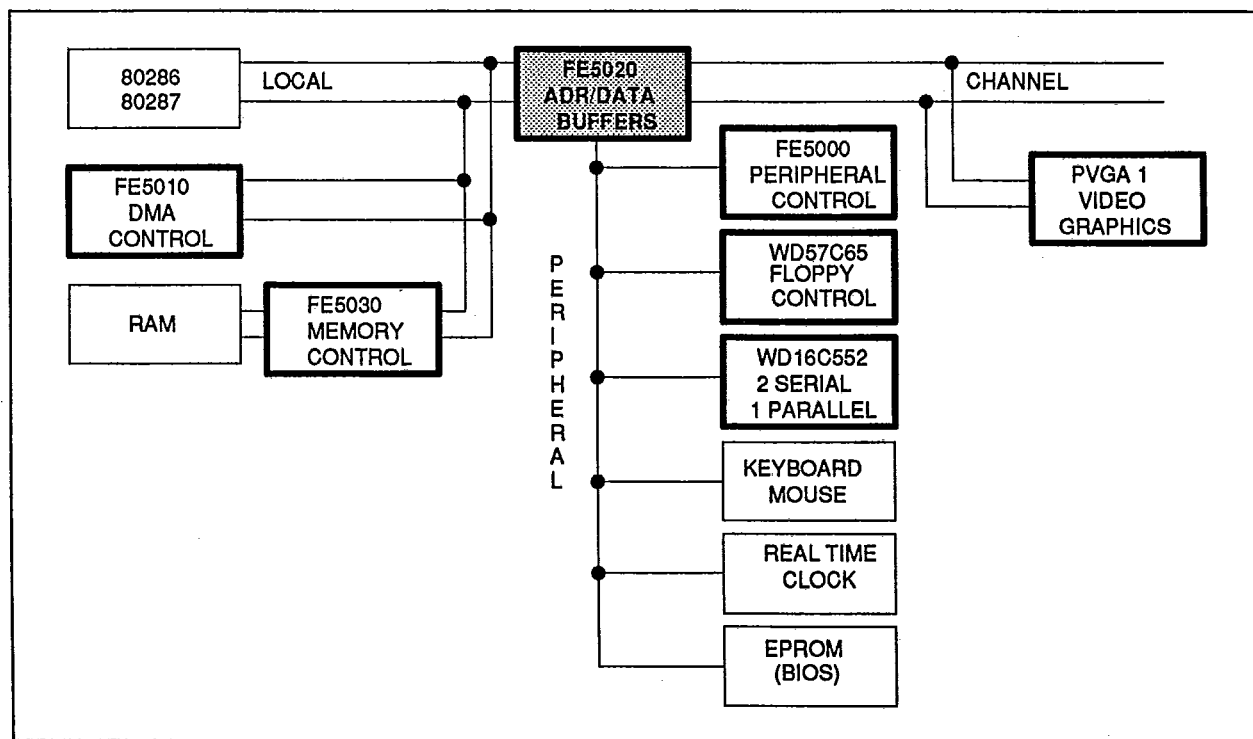 80286
80287
LOCAL
FE5020
ADR/DATA
BUFFERS
CHANNEL
FE5010
DMA
CONTROL
RAM
FE5030
MEMORY
CONTROL
PERIPHERAL
FE5000
PERIPHERAL
CONTROL
WD57C65
FLOPPY
CONTROL
WD16C552
2 SERIAL
1 PARALLEL
KEYBOARD
MOUSE
REAL TIME
CLOCK
EPROM
(BIOS)
PVGA 1
VIDEO
GRAPHICS